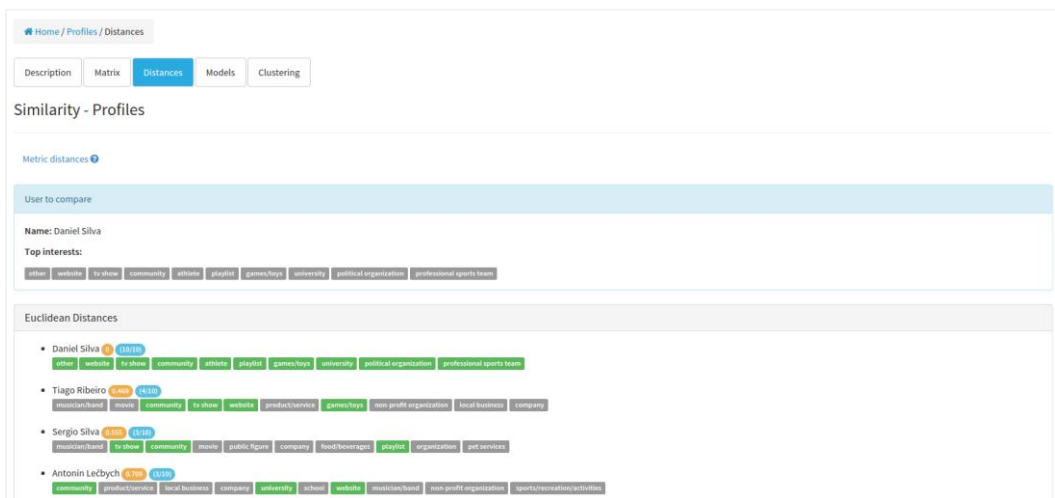 Home / Profiles / Distances
Description Matrix Distances Models Clustering
Similarity - Profiles
Metric distances
User to compare
Name: Daniel Silva
Top interests:
other website tv show community athlete playlist games/toys university political organization professional sports team
Euclidean Distances
Daniel Silva 0 (10/10)
other website tv show community athlete playlist games/toys university political organization professional sports team
Tiago Ribeiro 0.469 (4/10)
musician/band movie community tv show website product/service games/toys non-profit organization local business company
Sergio Silva (3/10)
musician/band tv show community movie public figure company food/beverages playlist organization pet services
Antonin Lečbych (3/10)
community product/service local business company university school website musician/band non-profit organization sports/recreation/activities